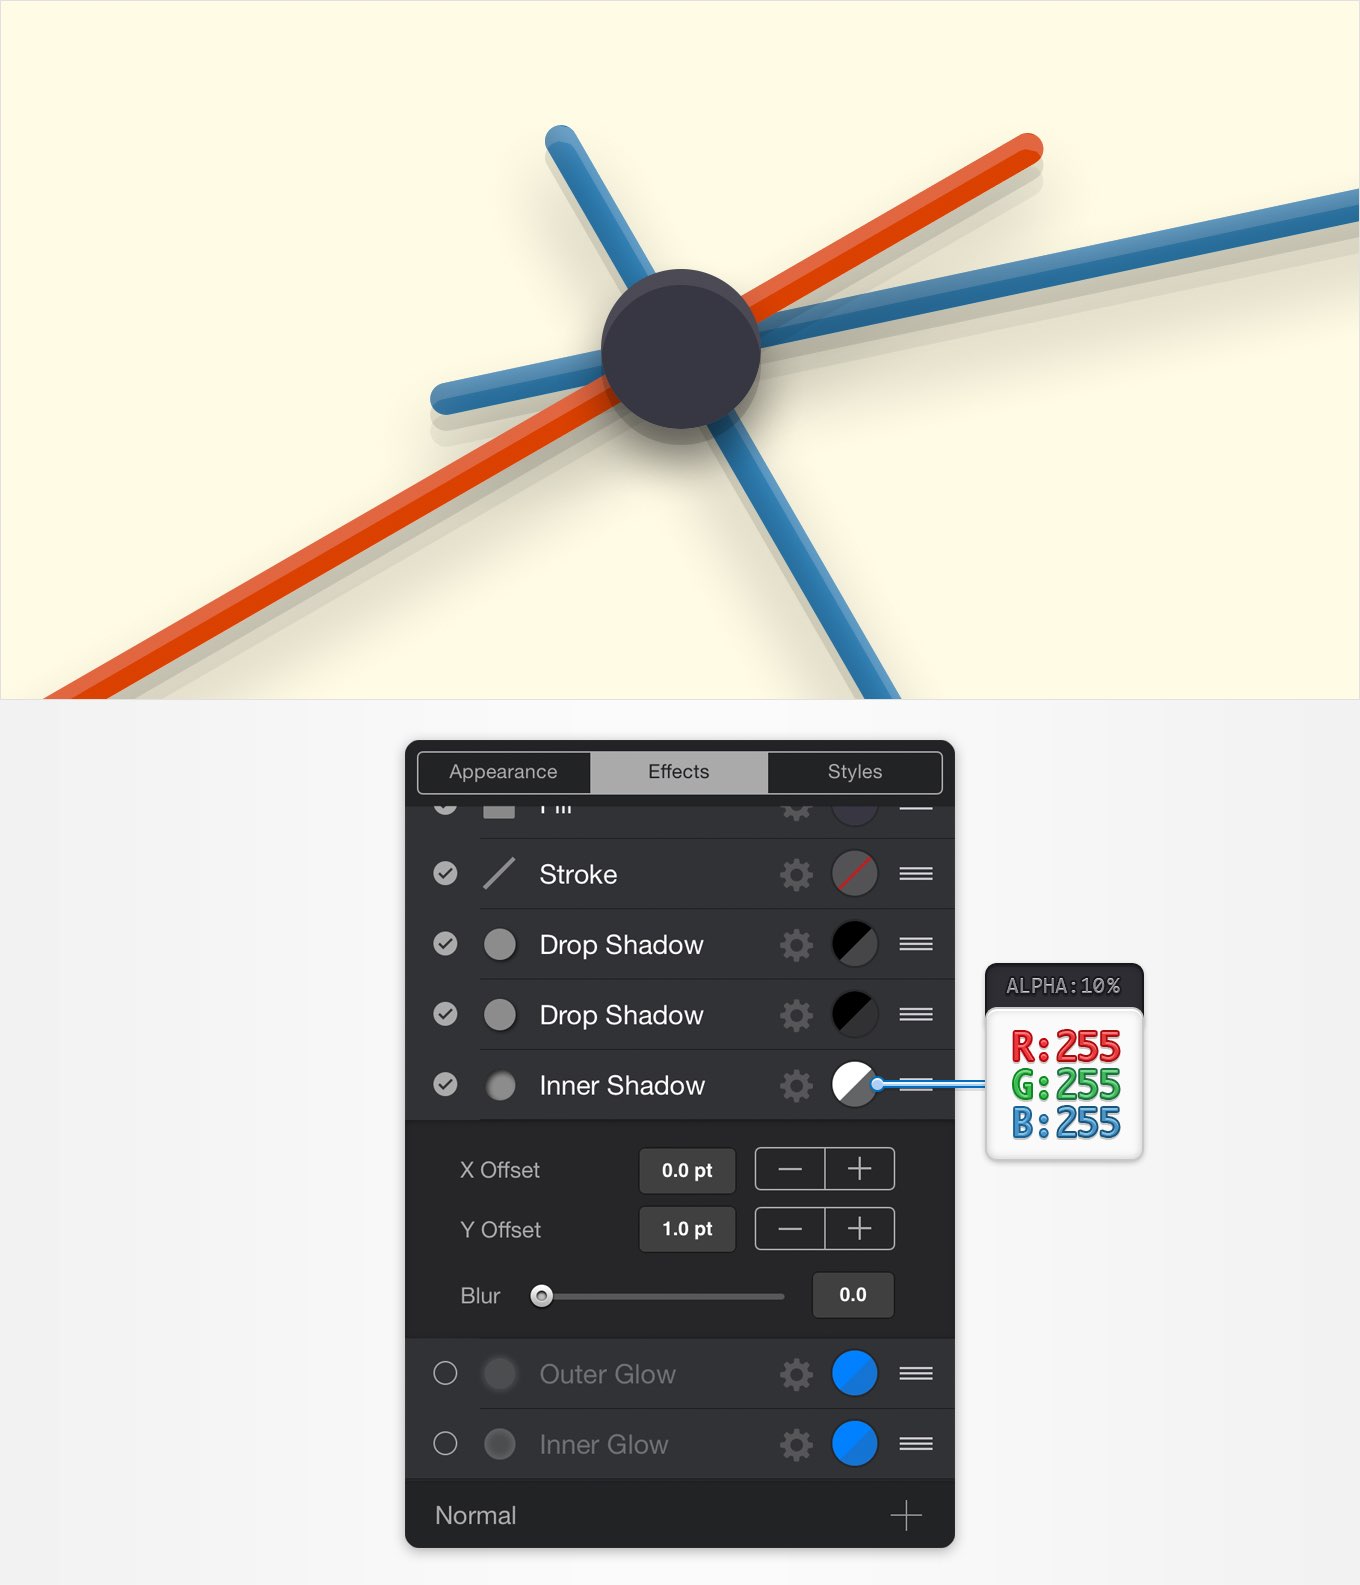 Appearance Effects Styles
Fill
Stroke
Drop Shadow
Drop Shadow
Inner Shadow
ALPHA:10%
R:255
G:255
B:255
X Offset 0.0 pt
Y Offset 1.0 pt
Blur 0.0
Outer Glow
Inner Glow
Normal